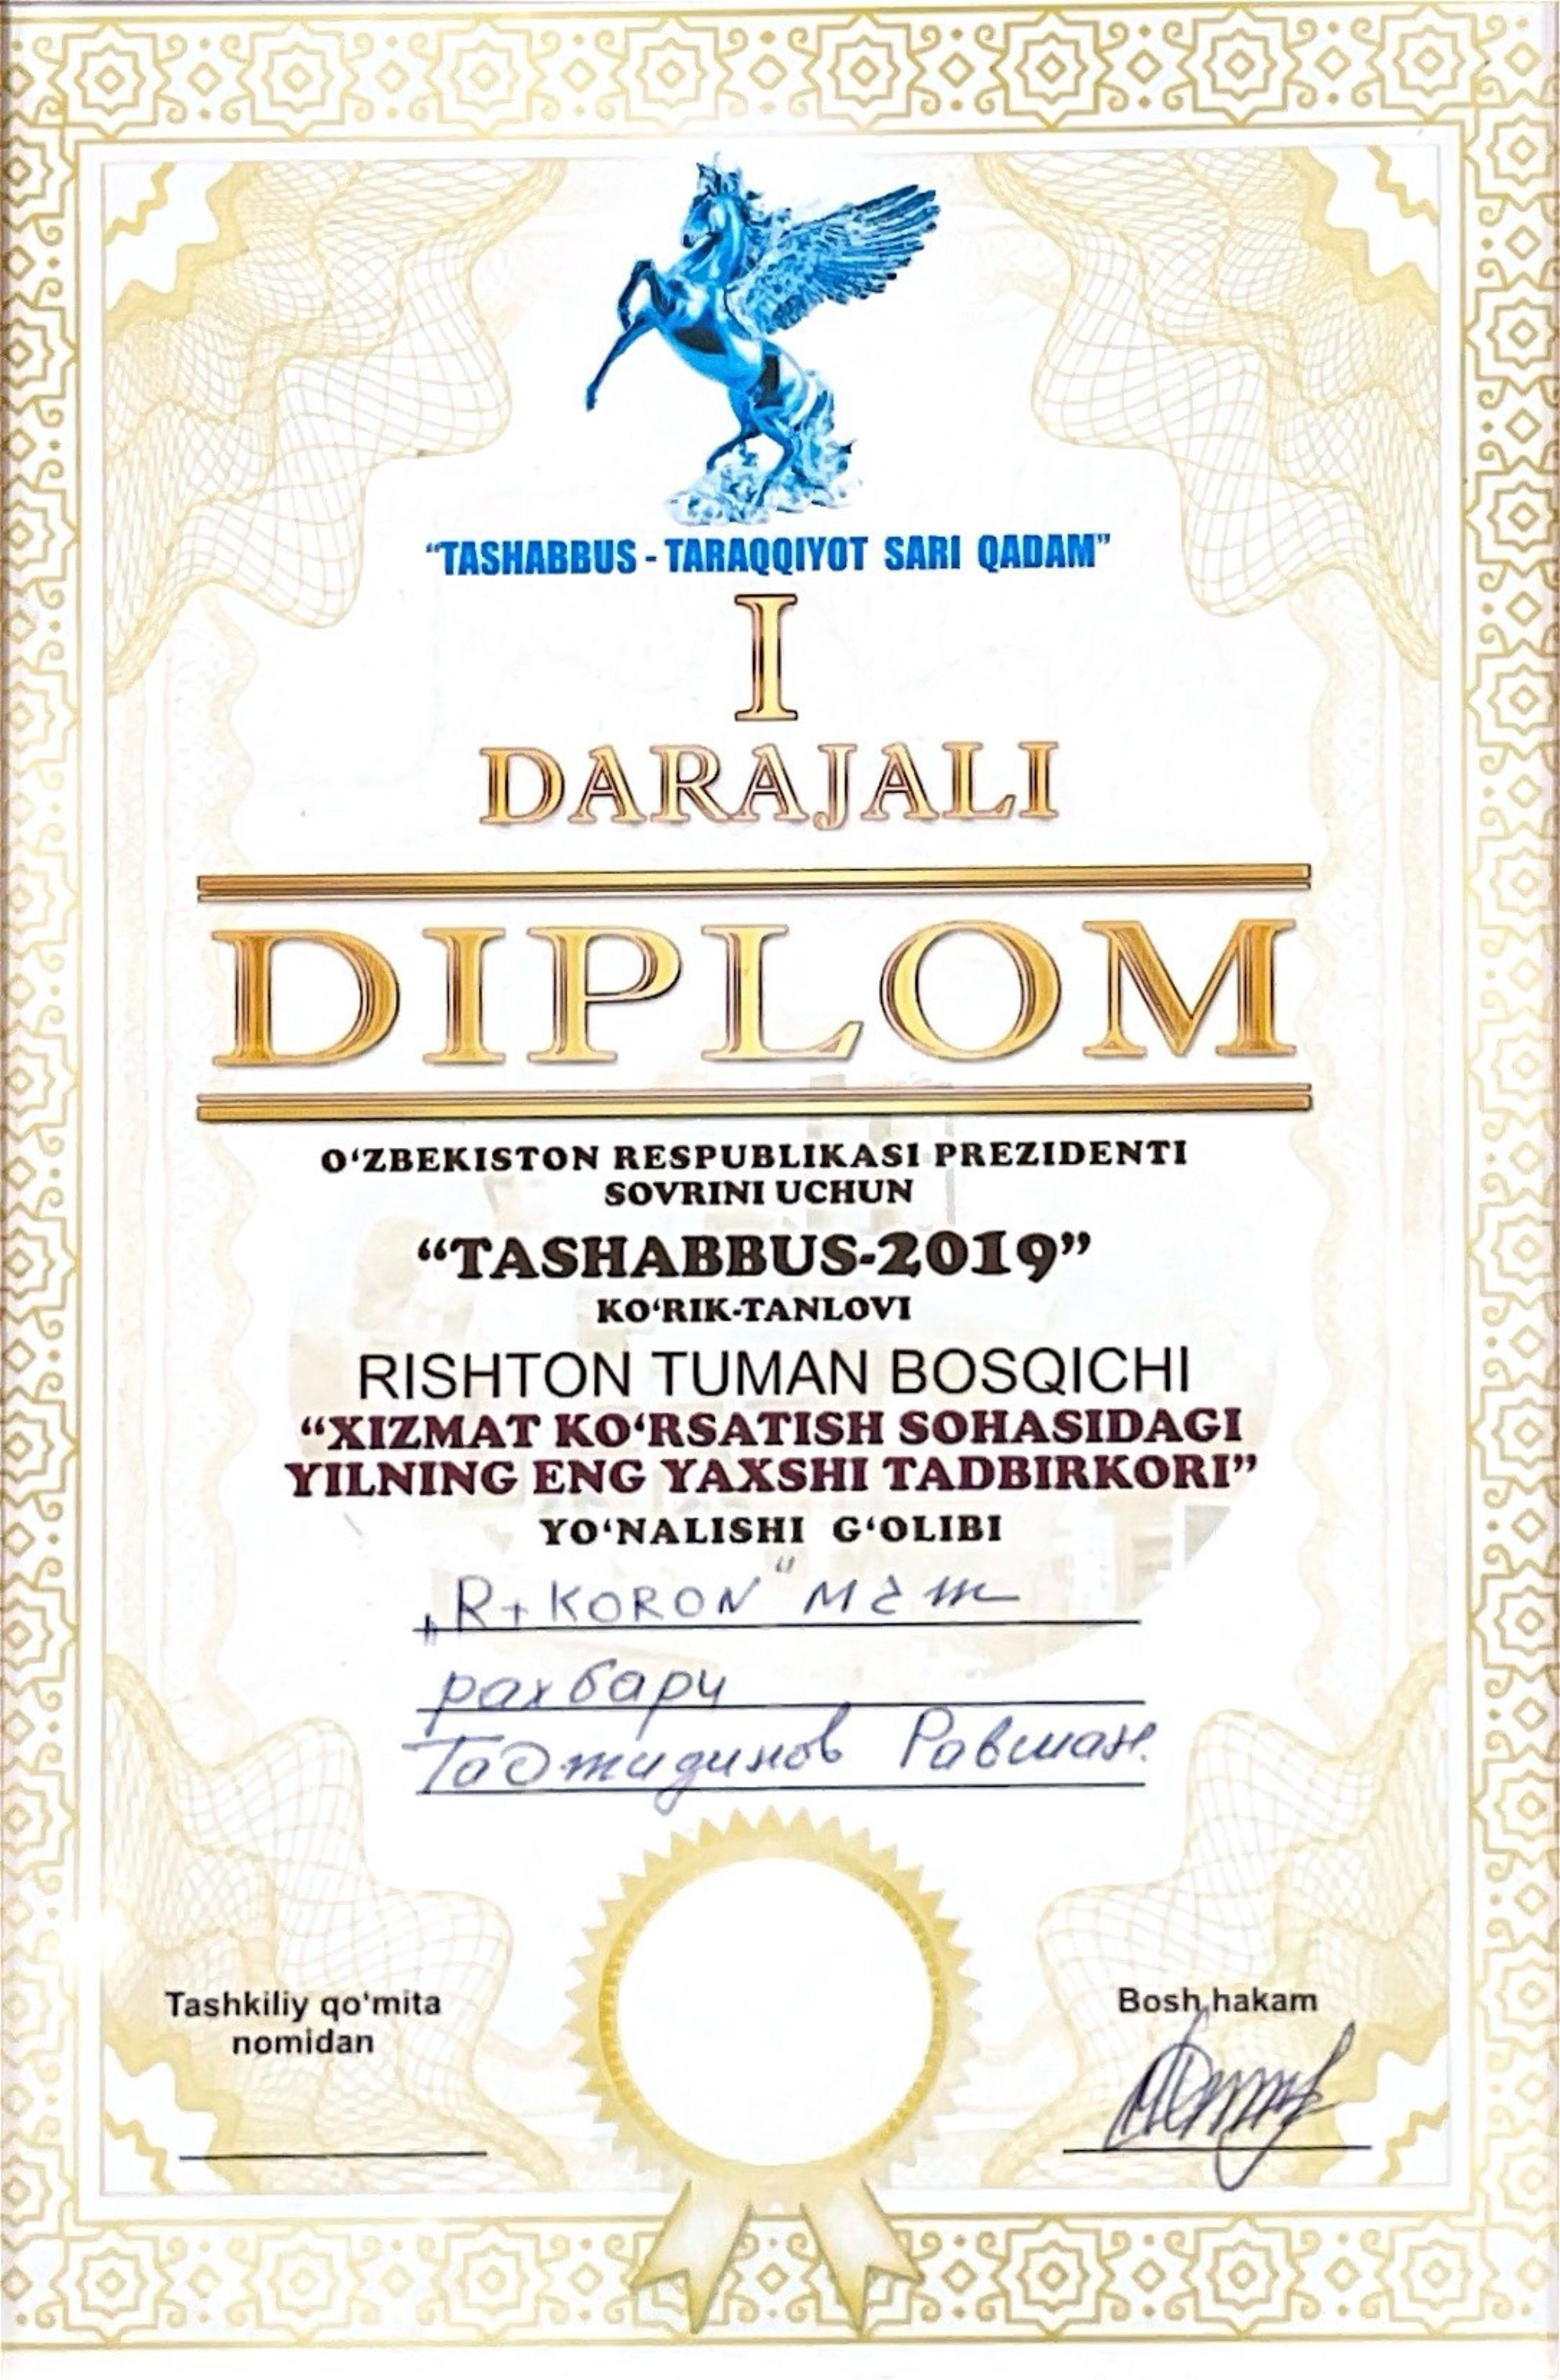 “TASHABBUS - TARAQQIYOT SARI QADAM”
I
DARAJALI
DIPLOM
O‘ZBEKISTON RESPUBLIKASI PREZIDENTI
SOVRINI UCHUN
“TASHABBUS-2019”
KO‘RIK-TANLOVI
RISHTON TUMAN BOSQICHI
“XIZMAT KO‘RSATISH SOHASIDAGI
YILNING ENG YAXSHI TADBIRKORI”
YO‘NALISHI G‘OLIBI
„R+KORON"
рахбари
Таджидинов Равшан.
Tashkiliy qo‘mita
nomidan
Bosh hakam